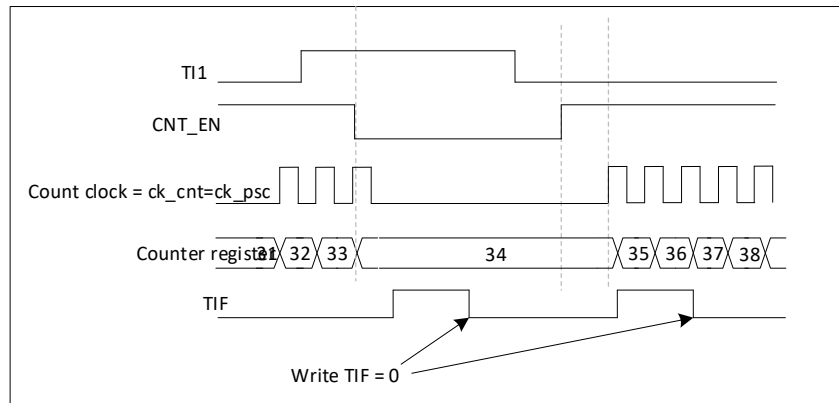 TI1
CNT_EN
Count clock = ck_cnt=ck_psc
Counter register 31 32 33 34 35 36 37 38
TIF
Write TIF = 0